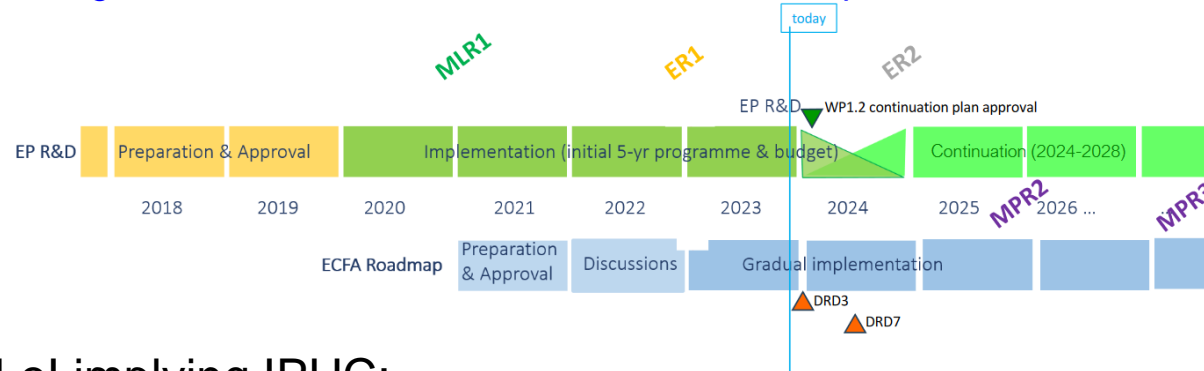 today
MLR1
ER1
ER2
EP R&D
WP1.2 continuation plan approval
EP R&D
Preparation & Approval
Implementation (initial 5-yr programme & budget)
Continuation (2024-2028)
2018
2019
2020
2021
2022
2023
2024
2025
MPR2
2026 ...
MPR3
ECFA Roadmap
Preparation
& Approval
Discussions
Gradual implementation
DRD3
DRD7